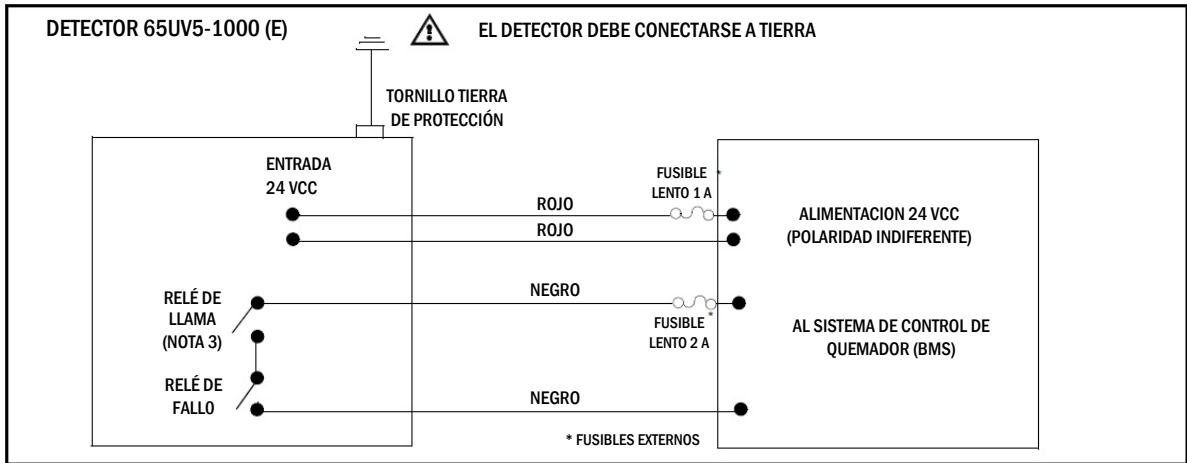 DETECTOR 65UV5-1000 (E)
EL DETECTOR DEBE CONECTARSE A TIERRA
TORNILLO TIERRA
DE PROTECCIÓN
ENTRADA
24 VCC
FUSIBLE *
LENTO 1 A
ROJO
ROJO
ALIMENTACION 24 VCC
(POLARIDAD INDIFERENTE)
RELÉ DE
LLAMA
(NOTA 3)
NEGRO
FUSIBLE *
LENTO 2 A
AL SISTEMA DE CONTROL DE
QUEMADOR (BMS)
RELÉ DE
FALLO
NEGRO
* FUSIBLES EXTERNOS